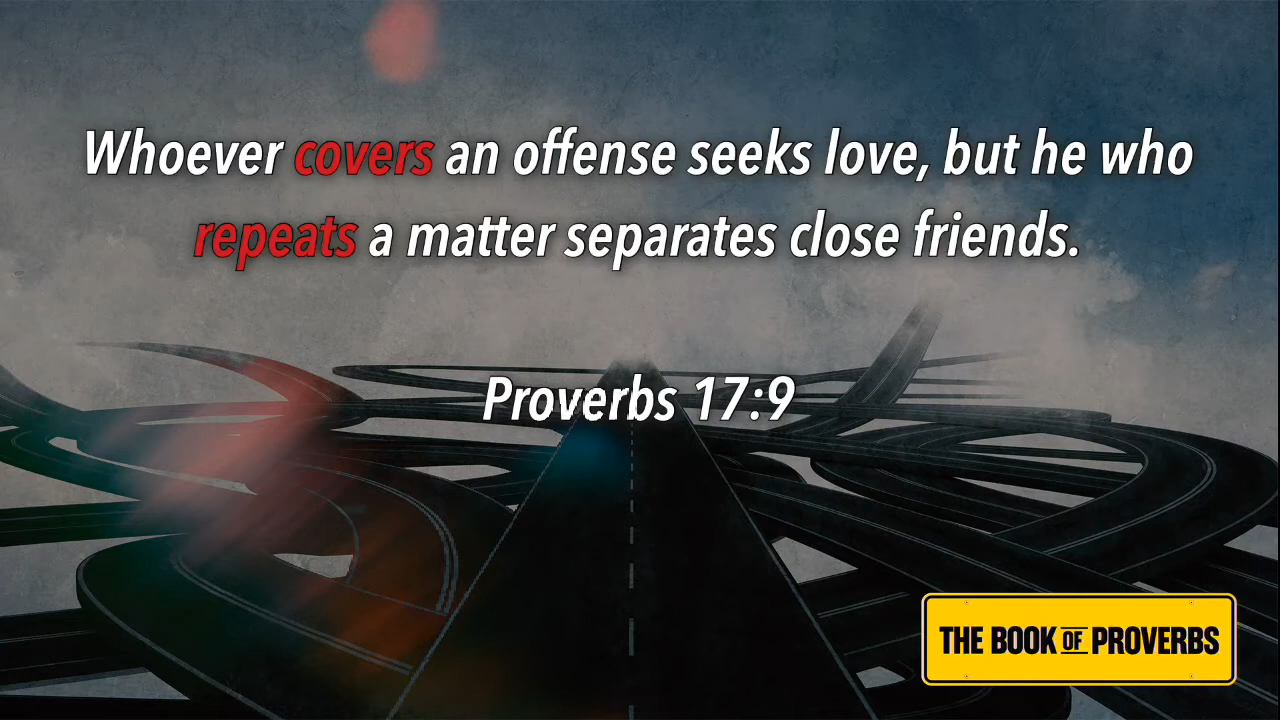 Whoever covers an offense seeks love, but he who
repeats a matter separates close friends.
Proverbs 17:9
THE BOOK OF PROVERBS